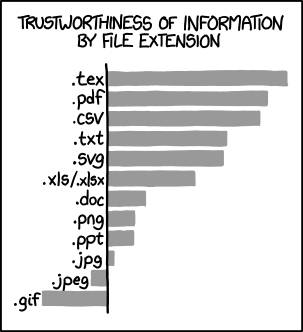 TRUSTWORTHINESS OF INFORMATION
BY FILE EXTENSION
.tex
.pdf
.csv
.txt
.svg
.xls/.xlsx
.doc
.png
.ppt
.jpg
.jpeg
.gif